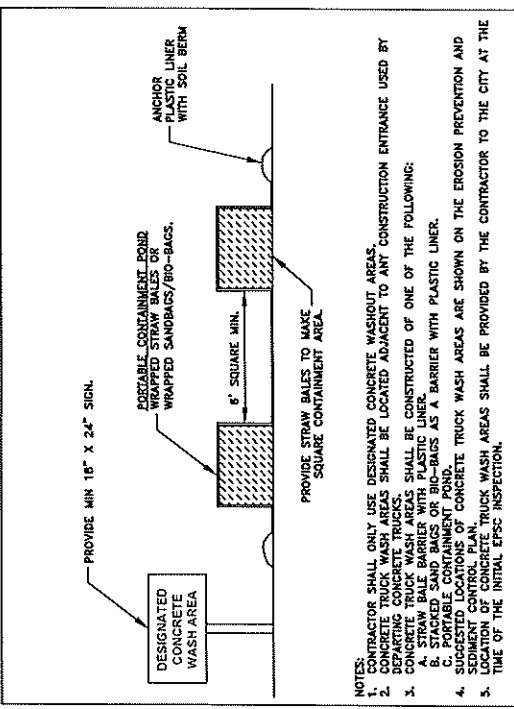 PROVIDE MIN 18" X 24" SIGN.
DESIGNATED
CONCRETE
WASH AREA
PORTABLE CONTAINMENT POND
WRAPPED STRAW BALES OR
WRAPPED SANDBAGS/BIO-BAGS.
ANCHOR
PLASTIC LINER
WITH SOIL BERM
6' SQUARE MIN.
PROVIDE STRAW BALES TO MAKE
SQUARE CONTAINMENT AREA.
NOTES:
1. CONTRACTOR SHALL ONLY USE DESIGNATED CONCRETE WASHOUT AREAS.
2. CONCRETE TRUCK WASH AREAS SHALL BE LOCATED ADJACENT TO ANY CONSTRUCTION ENTRANCE USED BY
DEPARTING CONCRETE TRUCKS.
3. CONCRETE TRUCK WASH AREAS SHALL BE CONSTRUCTED OF ONE OF THE FOLLOWING:
A. STRAW BALE BARRIER WITH PLASTIC LINER.
B. STACKED SAND BAGS OR BIO-BAGS AS A BARRIER WITH PLASTIC LINER.
C. PORTABLE CONTAINMENT POND.
4. SUGGESTED LOCATIONS OF CONCRETE TRUCK WASH AREAS ARE SHOWN ON THE EROSION PREVENTION AND
SEDIMENT CONTROL PLAN.
5. LOCATION OF CONCRETE TRUCK WASH AREAS SHALL BE PROVIDED BY THE CONTRACTOR TO THE CITY AT THE
TIME OF THE INITIAL EPSC INSPECTION.